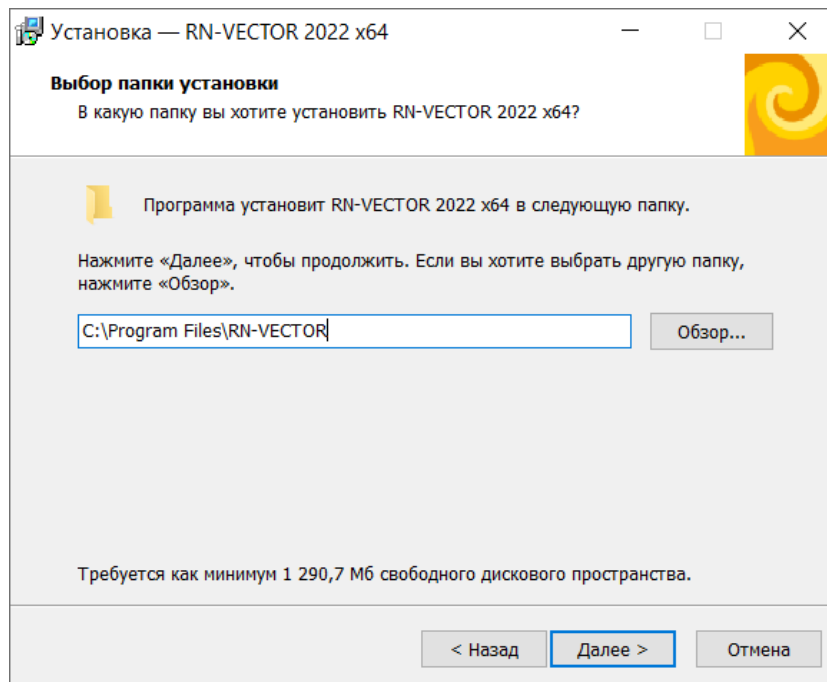 Установка — RN-VECTOR 2022 x64
Выбор папки установки
В какую папку вы хотите установить RN-VECTOR 2022 x64?
Программа установит RN-VECTOR 2022 x64 в следующую папку.
Нажмите «Далее», чтобы продолжить. Если вы хотите выбрать другую папку,
нажмите «Обзор».
C:\Program Files\RN-VECTOR
Обзор...
Требуется как минимум 1 290,7 Мб свободного дискового пространства.
< Назад
Далее >
Отмена